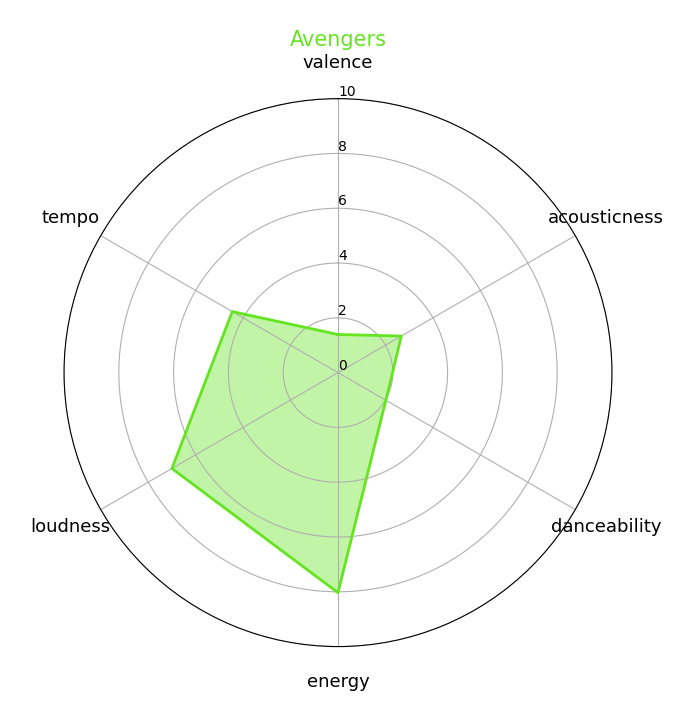 Avengers
valence
10
8
acousticness
tempo
6
4
2
0
loudness
danceability
energy